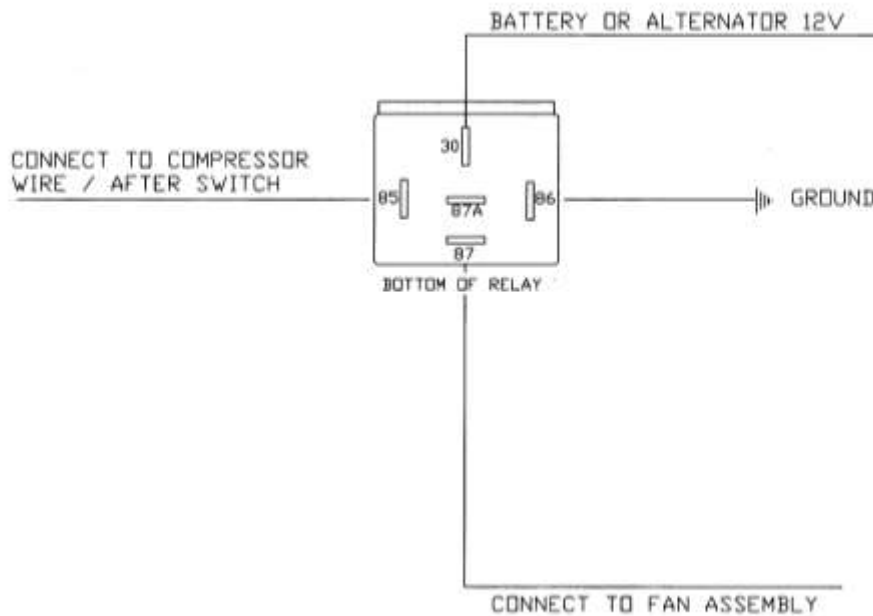 BATTERY OR ALTERNATOR 12V
30
CONNECT TO COMPRESSOR
WIRE / AFTER SWITCH
85
87A
86
GROUND
87
BOTTOM OF RELAY
CONNECT TO FAN ASSEMBLY